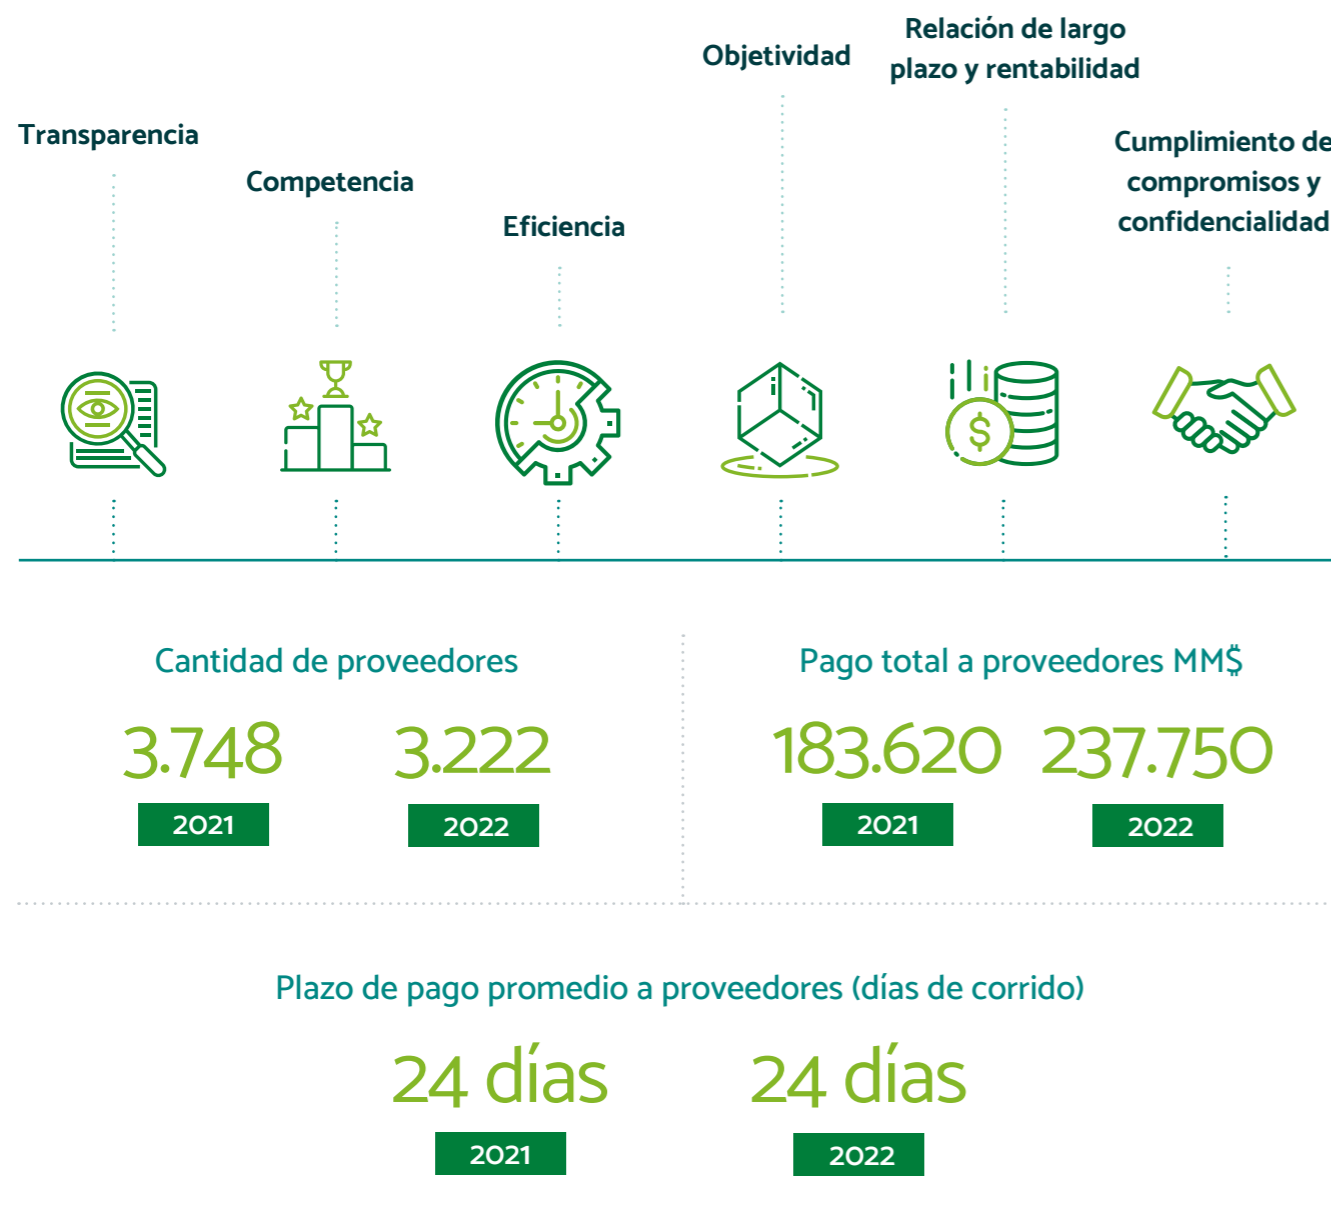 Transparencia
Competencia
Eficiencia
Objetividad
Relación de largo
plazo y rentabilidad
Cumplimiento de
compromisos y
confidencialidad
$
Cantidad de proveedores
3.748
2021
3.222
2022
Pago total a proveedores MM$
183.620
2021
237.750
2022
Plazo de pago promedio a proveedores (días de corrido)
24 días
2021
24 días
2022